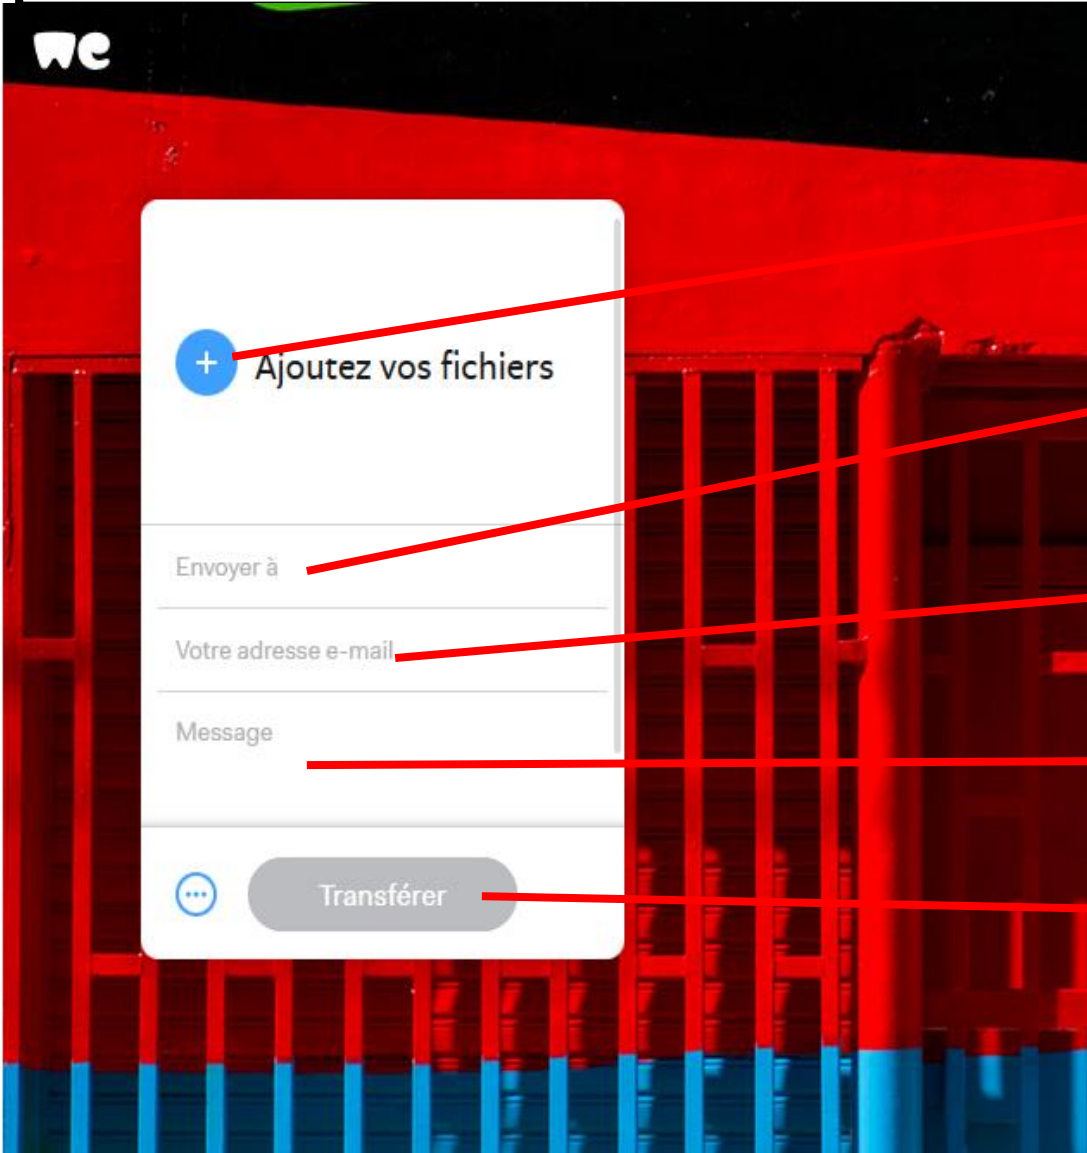 we
+ Ajoutez vos fichiers
Envoyer à
Votre adresse e-mail
Message
Transférer